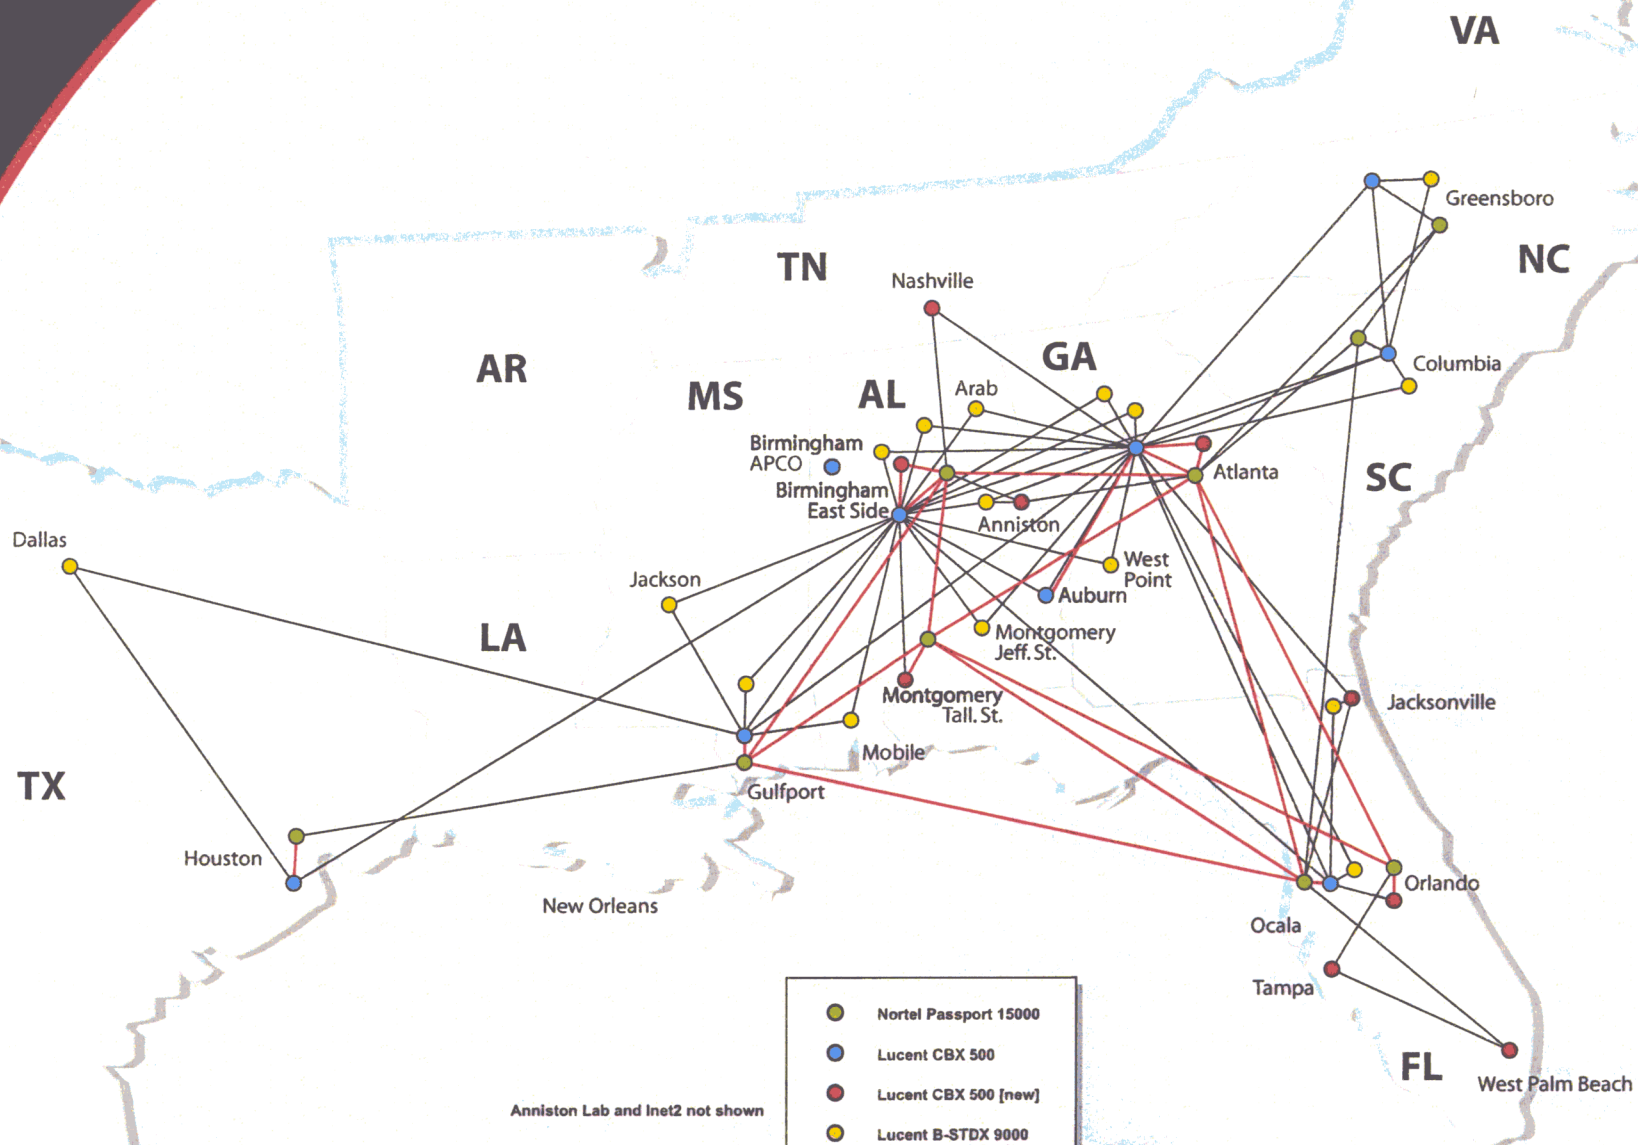 VA
Greensboro
NC
TN
Nashville
GA
AR
Columbia
MS
AL
Arab
Birmingham
APCO
Atlanta
SC
Birmingham
East Side
Anniston
Dallas
West
Point
Jackson
Auburn
LA
Montgomery
Jeff. St.
Montgomery
Tall. St.
Jacksonville
Mobile
TX
Gulfport
Houston
Orlando
New Orleans
Ocala
Tampa
Nortel Passport 15000
Lucent CBX 500
FL
West Palm Beach
Lucent CBX 500 [new]
Anniston Lab and Inet2 not shown
Lucent B-STDX 9000